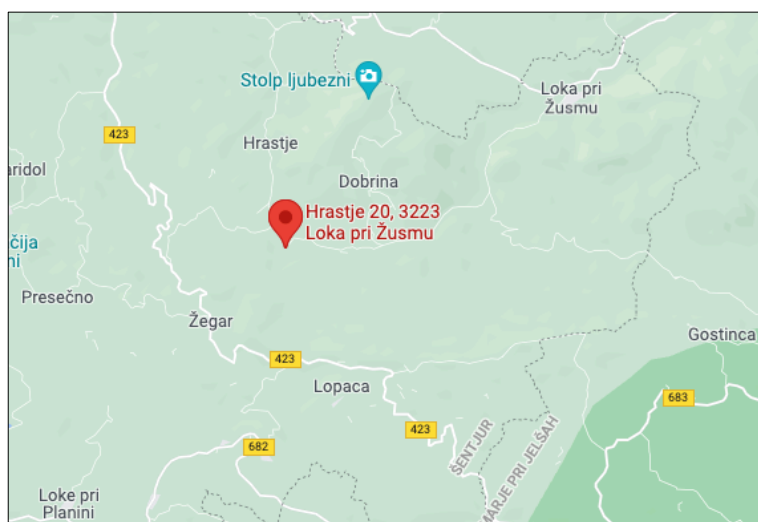 Stolp ljubezni
Loka pri
Žusmu
423
Hrastje
aridol
Dobrina
Hrastje 20, 3223
Loka pri Žusmu
čija
ni
Presečno
Žegar
Gostinca
423
Lopaca
683
423
ŠENTJUR
682
MARJE PRI JELŠAH
Loke pri
Planini